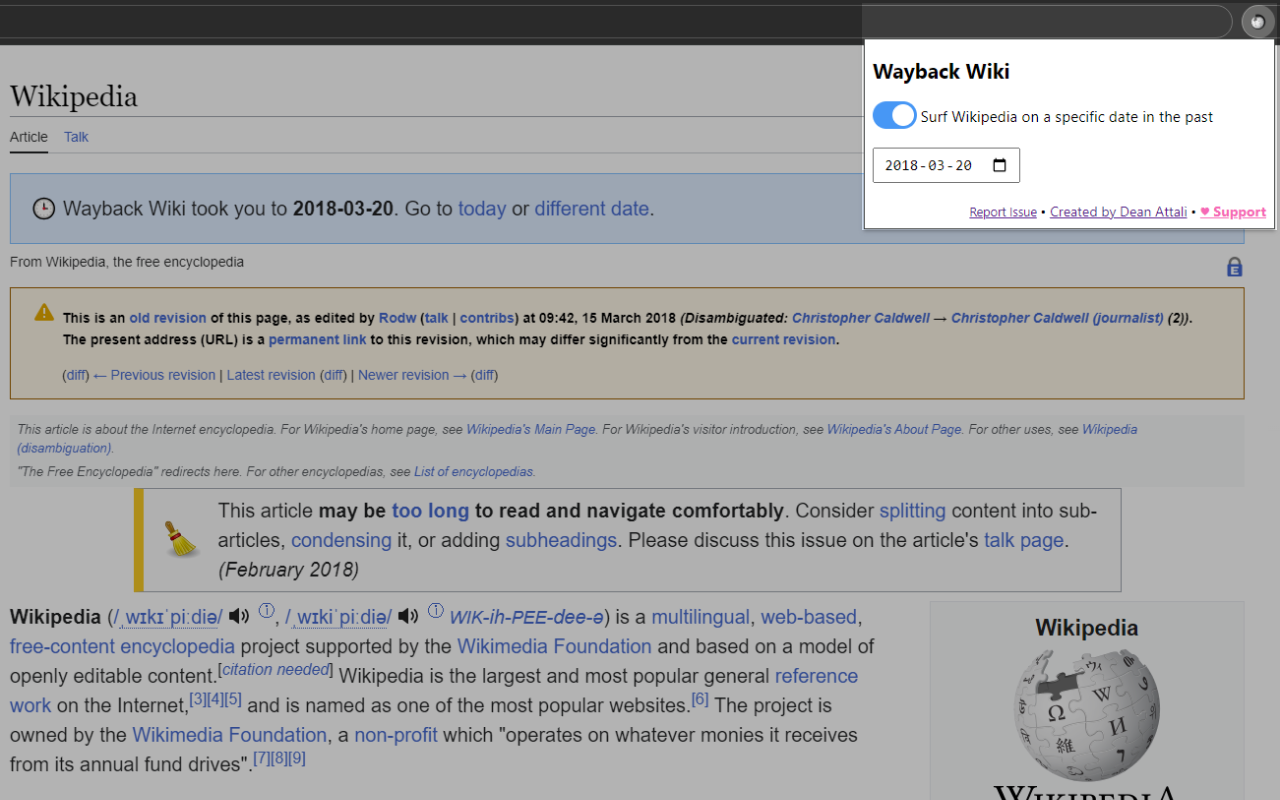 Wayback Wiki
Surf Wikipedia on a specific date in the past
2018-03-20
Report Issue • Created by Dean Attali • ♥ Support
Wikipedia
Article Talk
Wayback Wiki took you to 2018-03-20. Go to today or different date.
From Wikipedia, the free encyclopedia
E
This is an old revision of this page, as edited by Rodw (talk | contribs) at 09:42, 15 March 2018 (Disambiguated: Christopher Caldwell → Christopher Caldwell (journalist) (2)).
The present address (URL) is a permanent link to this revision, which may differ significantly from the current revision.
(diff) ← Previous revision | Latest revision (diff) | Newer revision → (diff)
This article is about the Internet encyclopedia. For Wikipedia's home page, see Wikipedia's Main Page. For Wikipedia's visitor introduction, see Wikipedia's About Page. For other uses, see Wikipedia
(disambiguation).
"The Free Encyclopedia" redirects here. For other encyclopedias, see List of encyclopedias.
This article may be too long to read and navigate comfortably. Consider splitting content into sub-
articles, condensing it, or adding subheadings. Please discuss this issue on the article's talk page.
(February 2018)
Wikipedia (/ˌwɪkɪˈpiːdiə/ ⓘ, /ˌwɪkiˈpiːdiə/ ⓘ WIK-ih-PEE-dee-ə) is a multilingual, web-based,
free-content encyclopedia project supported by the Wikimedia Foundation and based on a model of
openly editable content.[citation needed] Wikipedia is the largest and most popular general reference
work on the Internet,[3][4][5] and is named as one of the most popular websites.[6] The project is
owned by the Wikimedia Foundation, a non-profit which "operates on whatever monies it receives
from its annual fund drives".[7][8][9]
Wikipedia
Ω W И 維
WIKIPEDIA